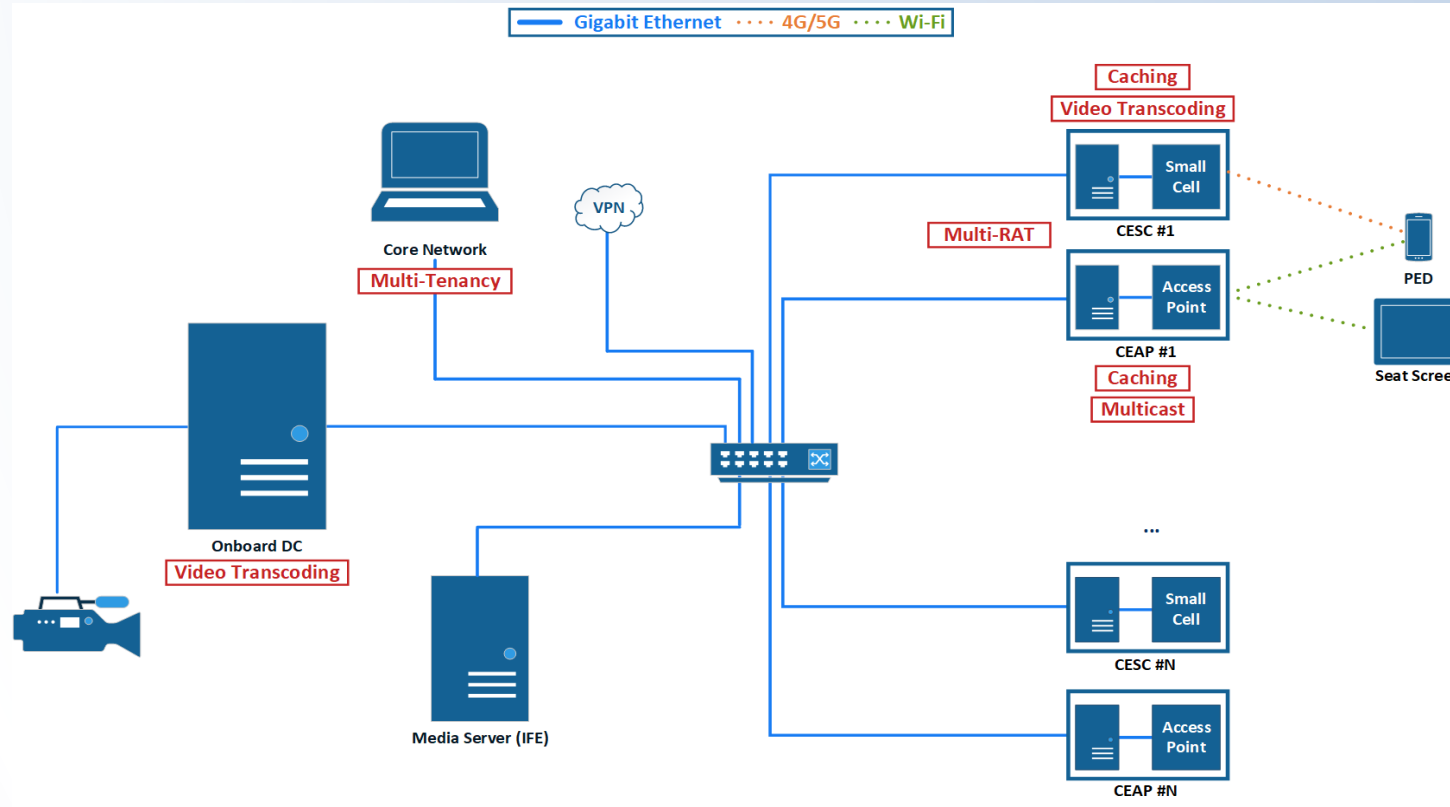 Gigabit Ethernet
4G/5G
Wi-Fi
Caching
Video Transcoding
Small
Cell
CESC #1
Multi-RAT
Access
Point
CEAP #1
Caching
Multicast
PED
Seat Scree
VPN
Core Network
Multi-Tenancy
Onboard DC
Video Transcoding
Media Server (IFE)
...
Small
Cell
CESC #N
Access
Point
CEAP #N